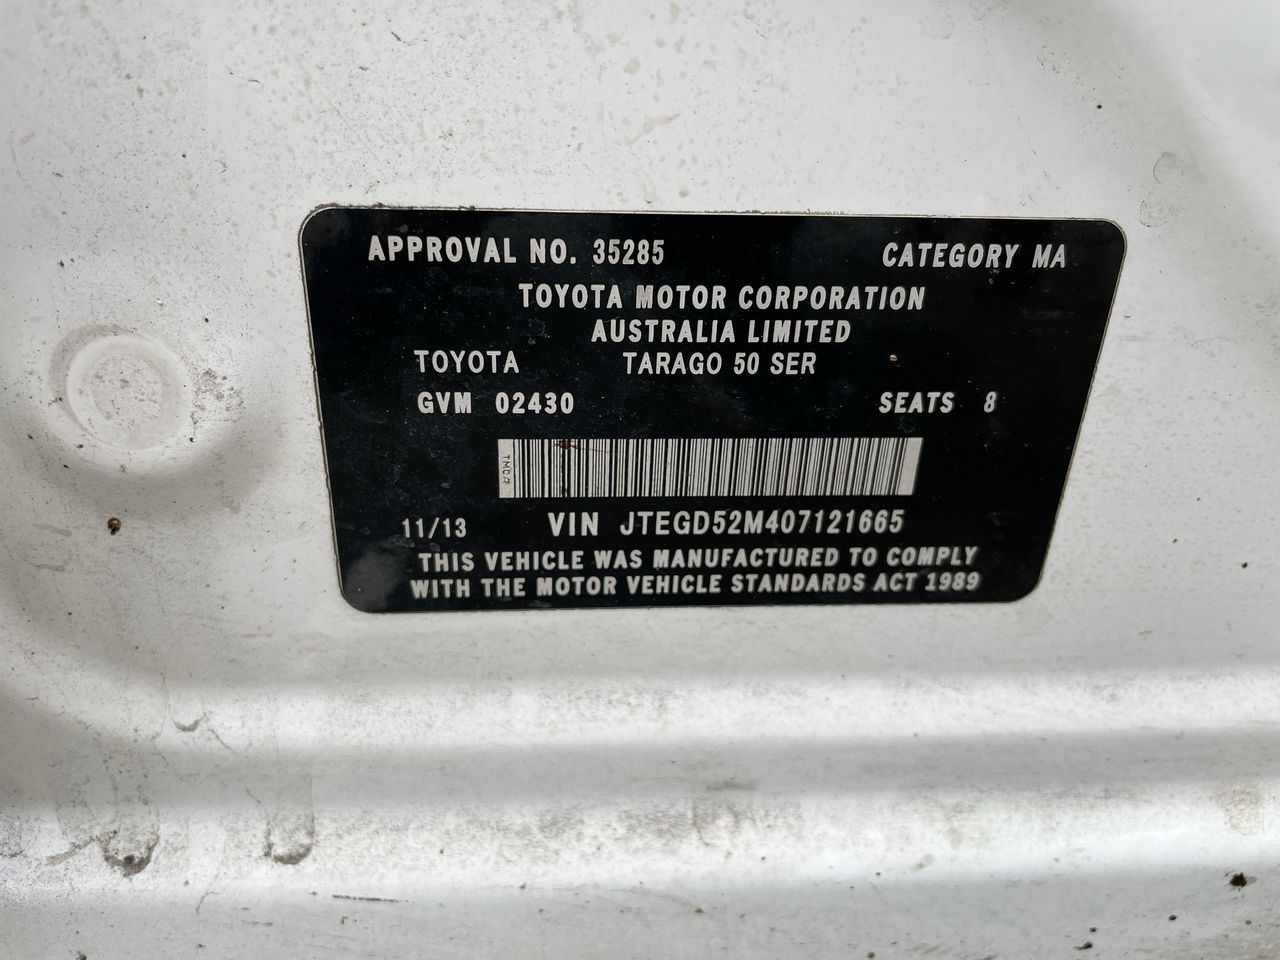 APPROVAL NO. 35285 CATEGORY MA
TOYOTA MOTOR CORPORATION
AUSTRALIA LIMITED
TOYOTA TARAGO 50 SER
GVM 02430 SEATS 8
TMCA
11/13 VIN JTEGD52M407121665
THIS VEHICLE WAS MANUFACTURED TO COMPLY
WITH THE MOTOR VEHICLE STANDARDS ACT 1989